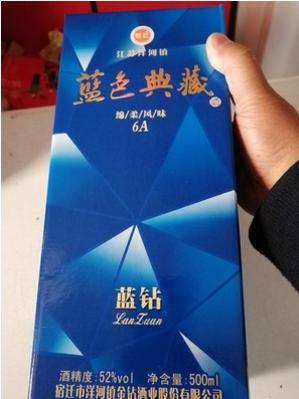 江苏洋河镇
蓝色典藏
绵/柔/风/味
6A
蓝钻
LanZuan
酒精度:52%vol 净含量:500ml
宿迁市洋河镇金钻酒业股份有限公司